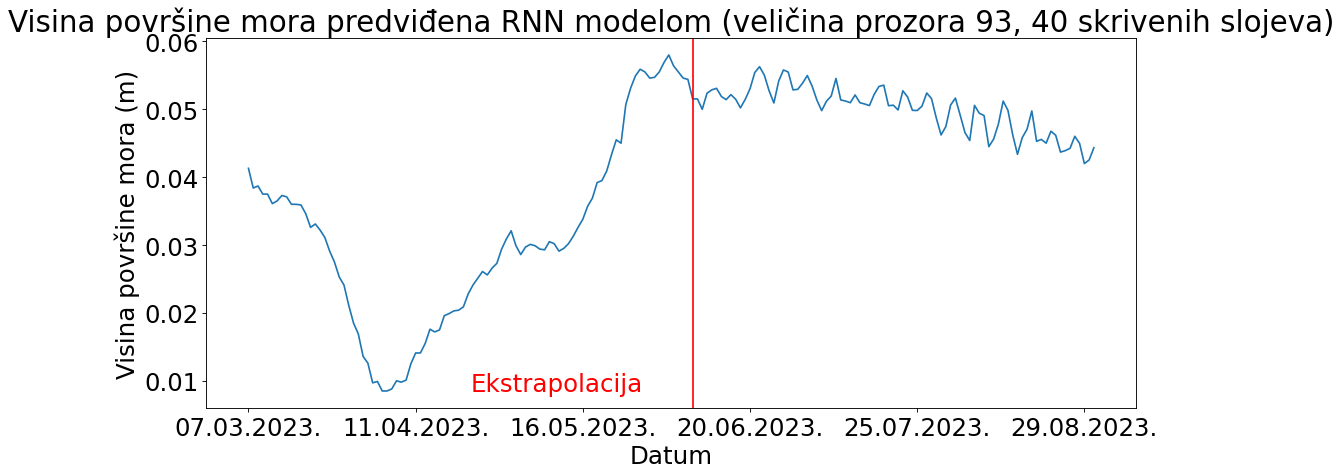 Visina površine mora predviđena RNN modelom (veličina prozora 93, 40 skrivenih slojeva)
Visina površine mora (m)
0.06
0.05
0.04
0.03
0.02
0.01
Ekstrapolacija
07.03.2023. 11.04.2023. 16.05.2023. 20.06.2023. 25.07.2023. 29.08.2023.
Datum